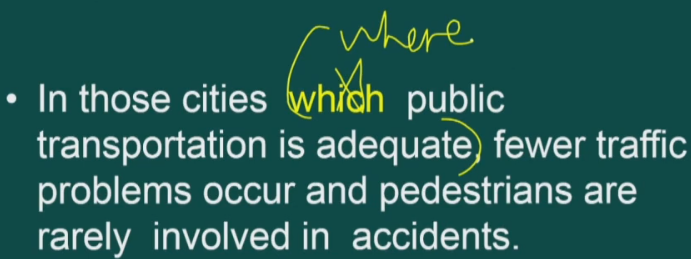 where
• In those cities which public
transportation is adequate, fewer traffic
problems occur and pedestrians are
rarely involved in accidents.